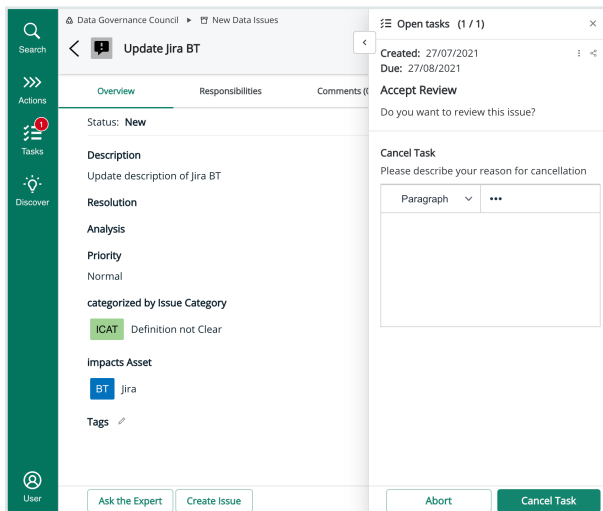 Search
Actions
1
Tasks
Discover
User
Data Governance Council ▶ New Data Issues
Update Jira BT
Overview Responsibilities Comments (0
Status: New
Description
Update description of Jira BT
Resolution
Analysis
Priority
Normal
categorized by Issue Category
ICAT Definition not Clear
impacts Asset
BT Jira
Tags
Ask the Expert Create Issue
Open tasks (1 / 1)
Created: 27/07/2021
Due: 27/08/2021
Accept Review
Do you want to review this issue?
Cancel Task
Please describe your reason for cancellation
Paragraph •••
Abort Cancel Task